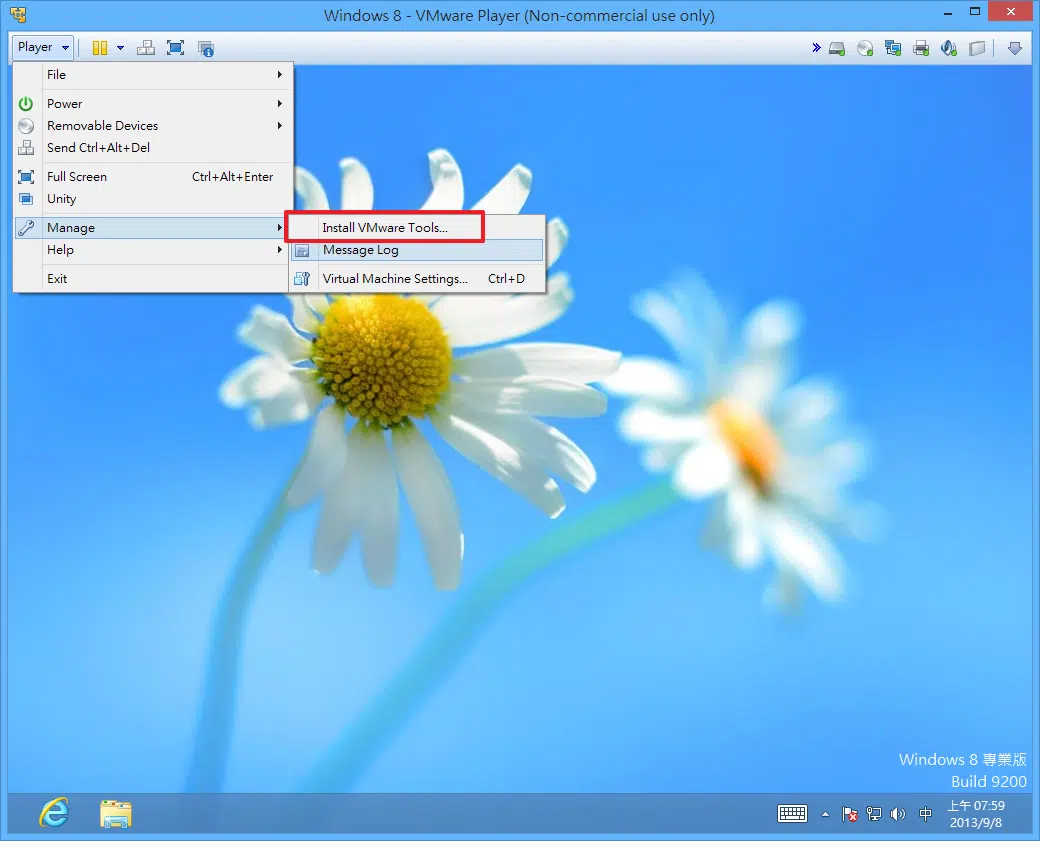 Windows 8 - VMware Player (Non-commercial use only)
Player
File
Power
Removable Devices
Send Ctrl+Alt+Del
Full Screen Ctrl+Alt+Enter
Unity
Manage
Install VMware Tools...
Help
Message Log
Exit
Virtual Machine Settings... Ctrl+D
Windows 8 專業版
Build 9200
中
上午 07:59
2013/9/8